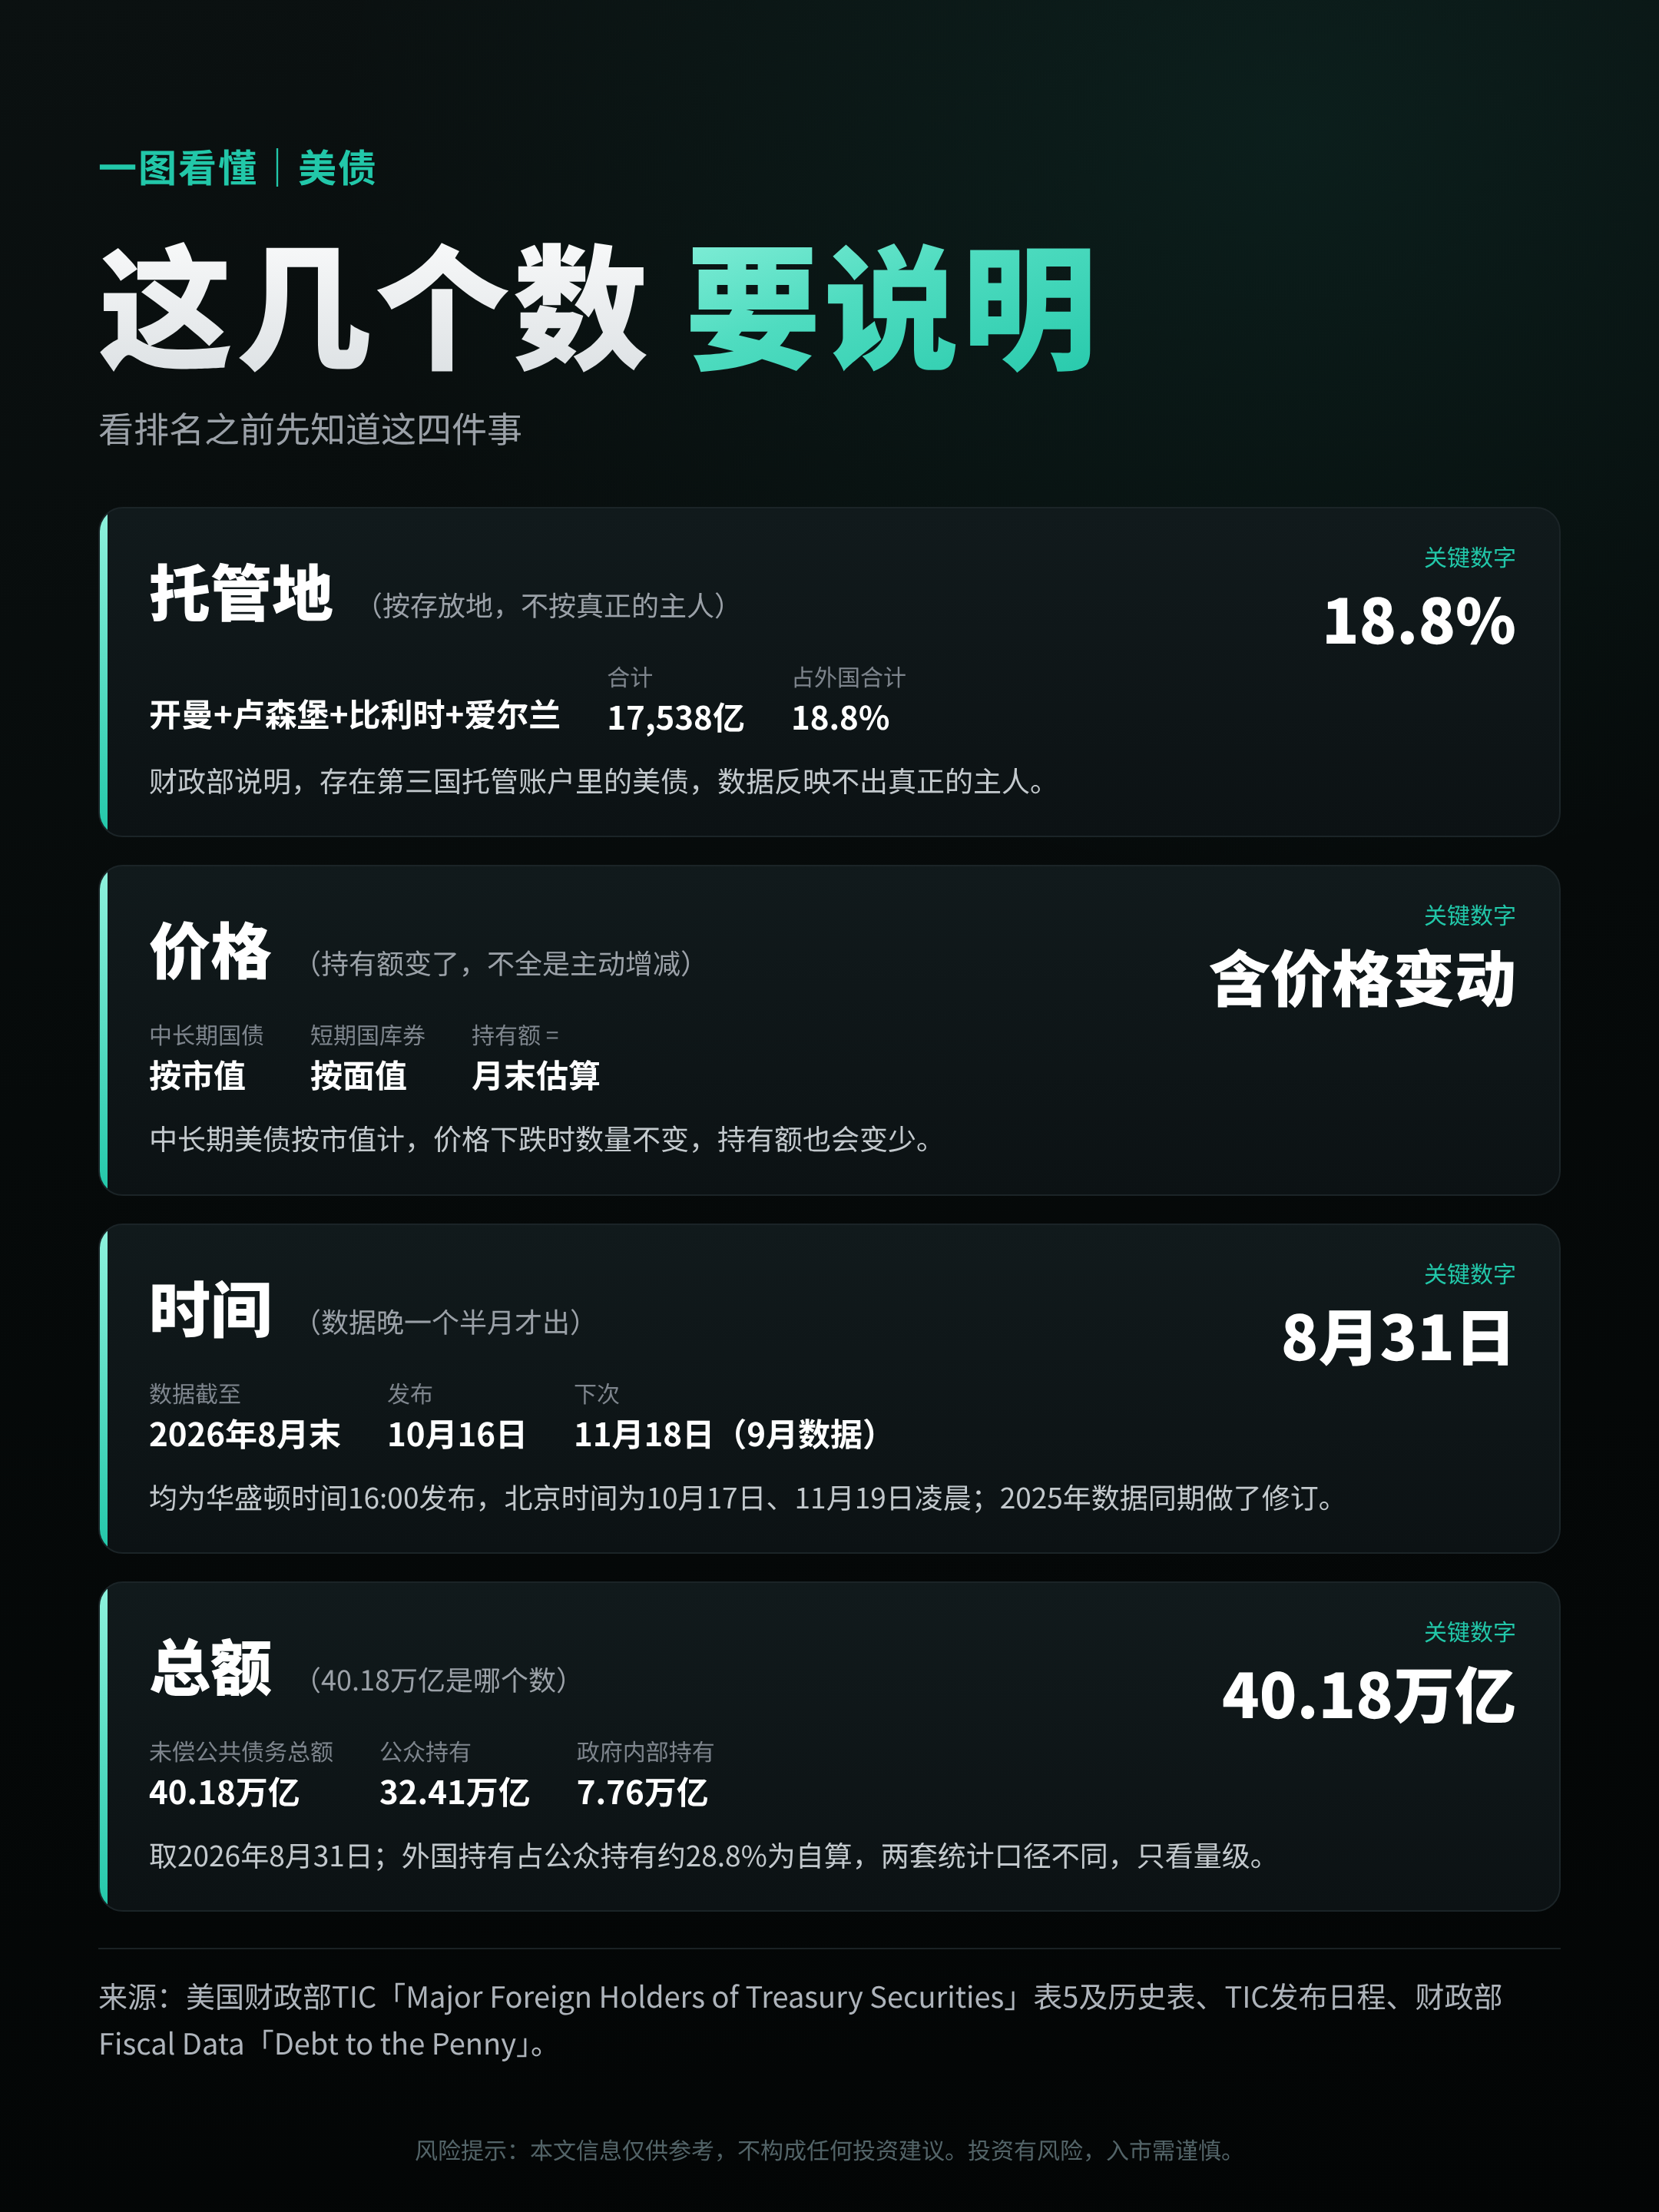 一图看懂｜美债
这几个数 要说明
看排名之前先知道这四件事
托管地 （按存放地，不按真正的主人）
关键数字
18.8%
开曼+卢森堡+比利时+爱尔兰
合计
17,538亿
占外国合计
18.8%
财政部说明，存在第三国托管账户里的美债，数据反映不出真正的主人。
价格 （持有额变了，不全是主动增减）
关键数字
含价格变动
中长期国债
按市值
短期国库券
按面值
持有额 =
月末估算
中长期美债按市值计，价格下跌时数量不变，持有额也会变少。
时间 （数据晚一个半月才出）
关键数字
8月31日
数据截至
2026年8月末
发布
10月16日
下次
11月18日（9月数据）
均为华盛顿时间16:00发布，北京时间为10月17日、11月19日凌晨；2025年数据同期做了修订。
总额 （40.18万亿是哪个数）
关键数字
40.18万亿
未偿公共债务总额
40.18万亿
公众持有
32.41万亿
政府内部持有
7.76万亿
取2026年8月31日；外国持有占公众持有约28.8%为自算，两套统计口径不同，只看量级。
来源：美国财政部TIC「Major Foreign Holders of Treasury Securities」表5及历史表、TIC发布日程、财政部
Fiscal Data「Debt to the Penny」。
风险提示：本文信息仅供参考，不构成任何投资建议。投资有风险，入市需谨慎。